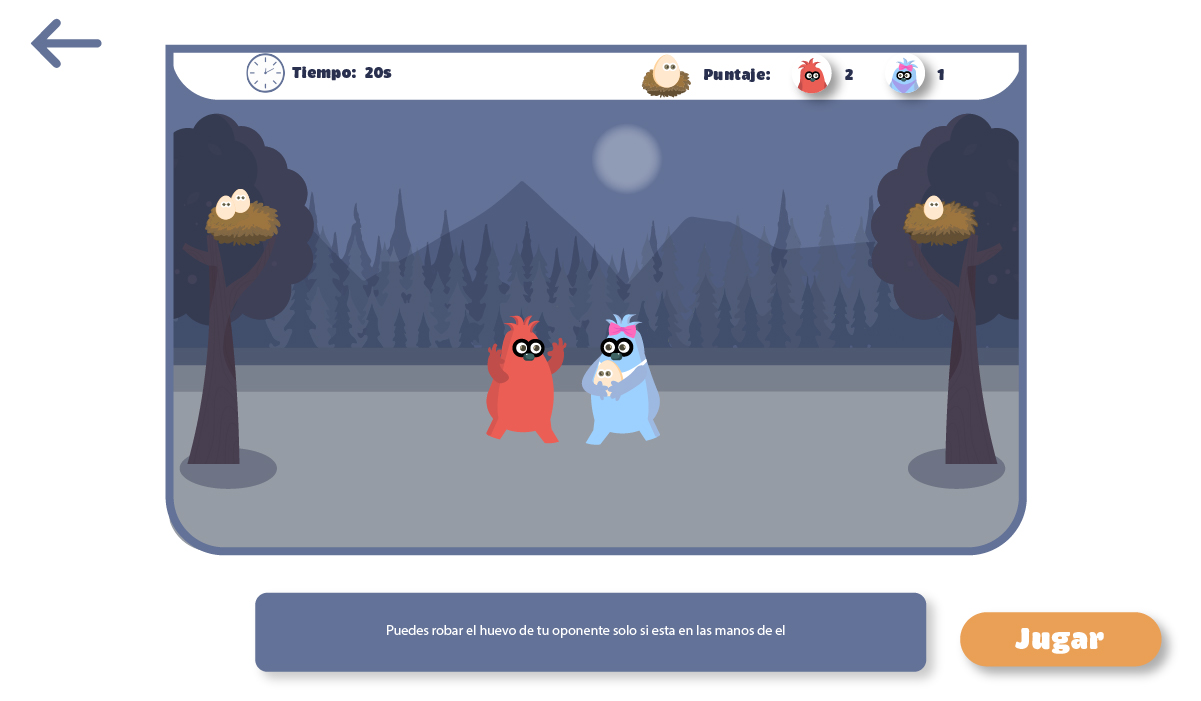 Tiempo: 20s
Puntaje: 2 1
Puedes robar el huevo de tu oponente solo si esta en las manos de el
Jugar